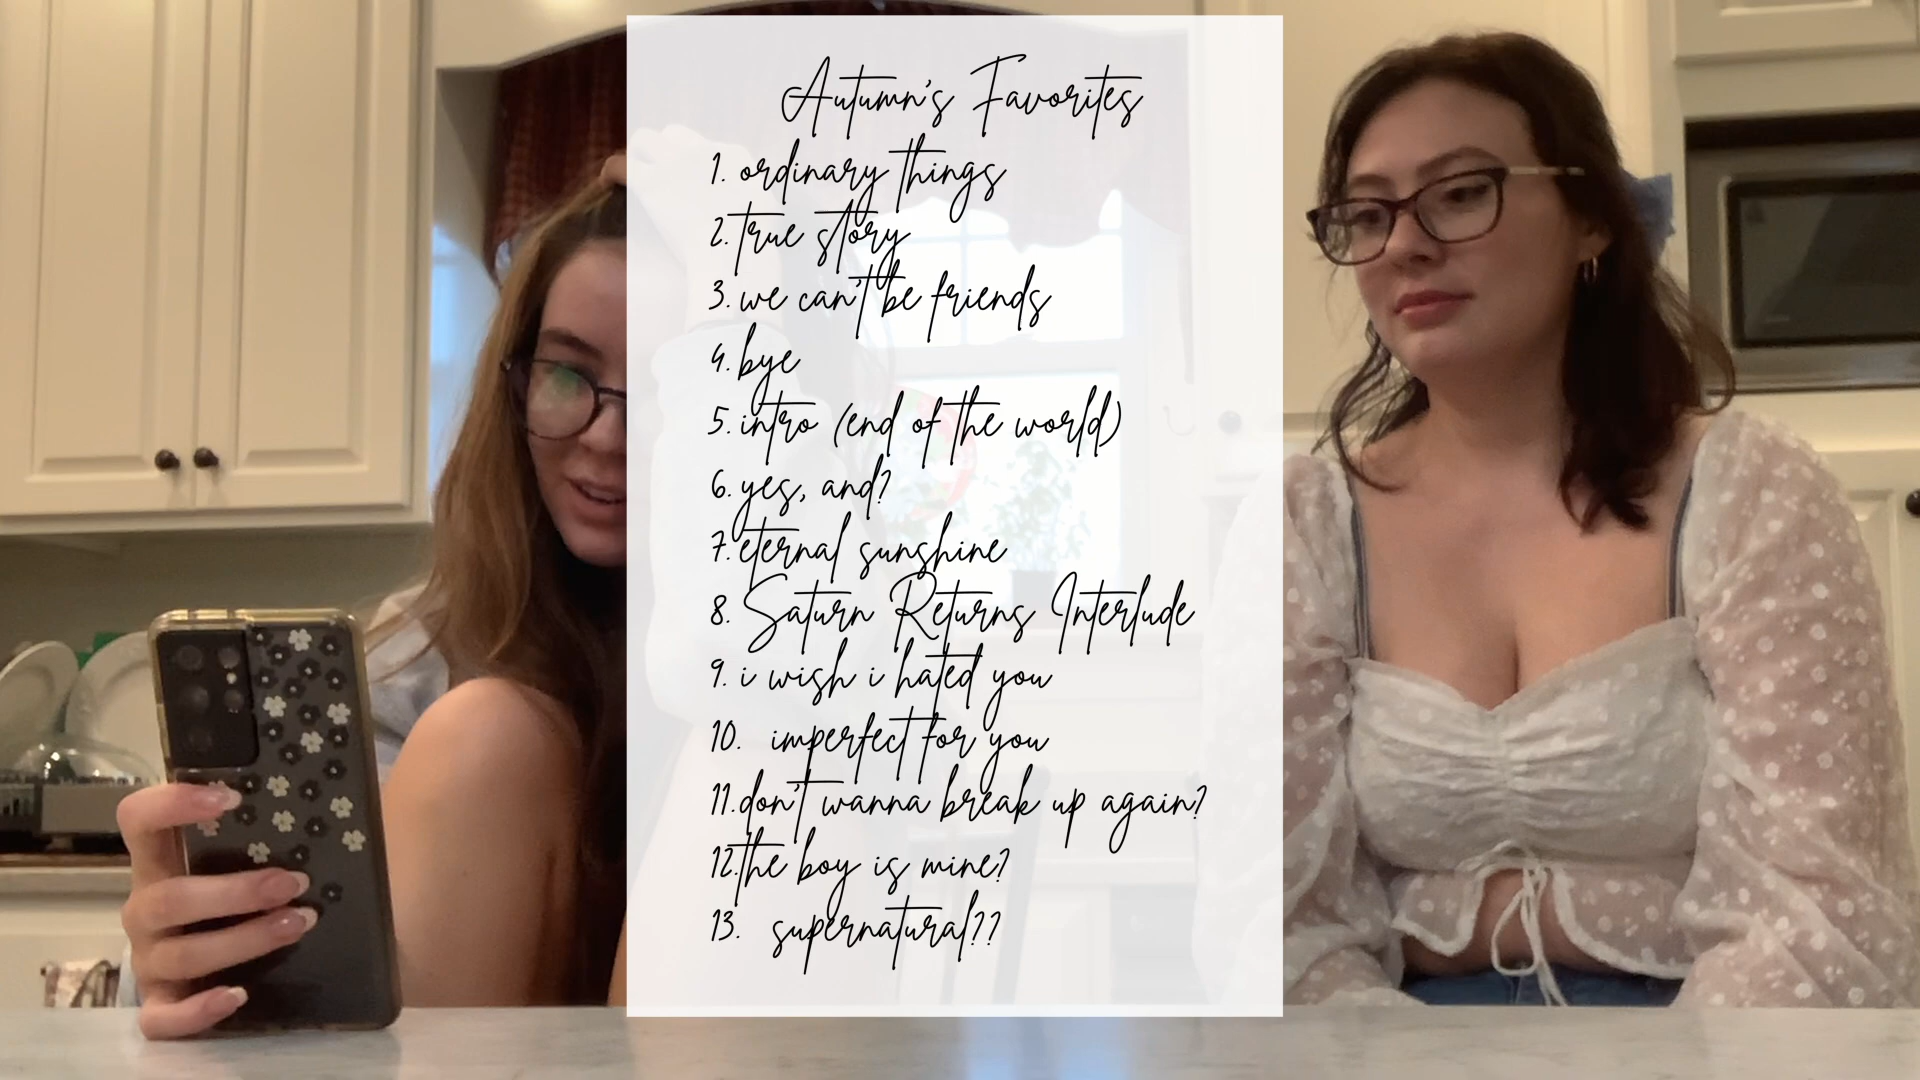 Autumn's Favorites
1. ordinary things
2. true story
3. we can't be friends
4. bye
5. intro (end of the world)
6. yes, and?
7. eternal sunshine
8. Saturn Returns Interlude
9. i wish i hated you
10. imperfect for you
11. don't wanna break up again?
12. the boy is mine?
13. supernatural??